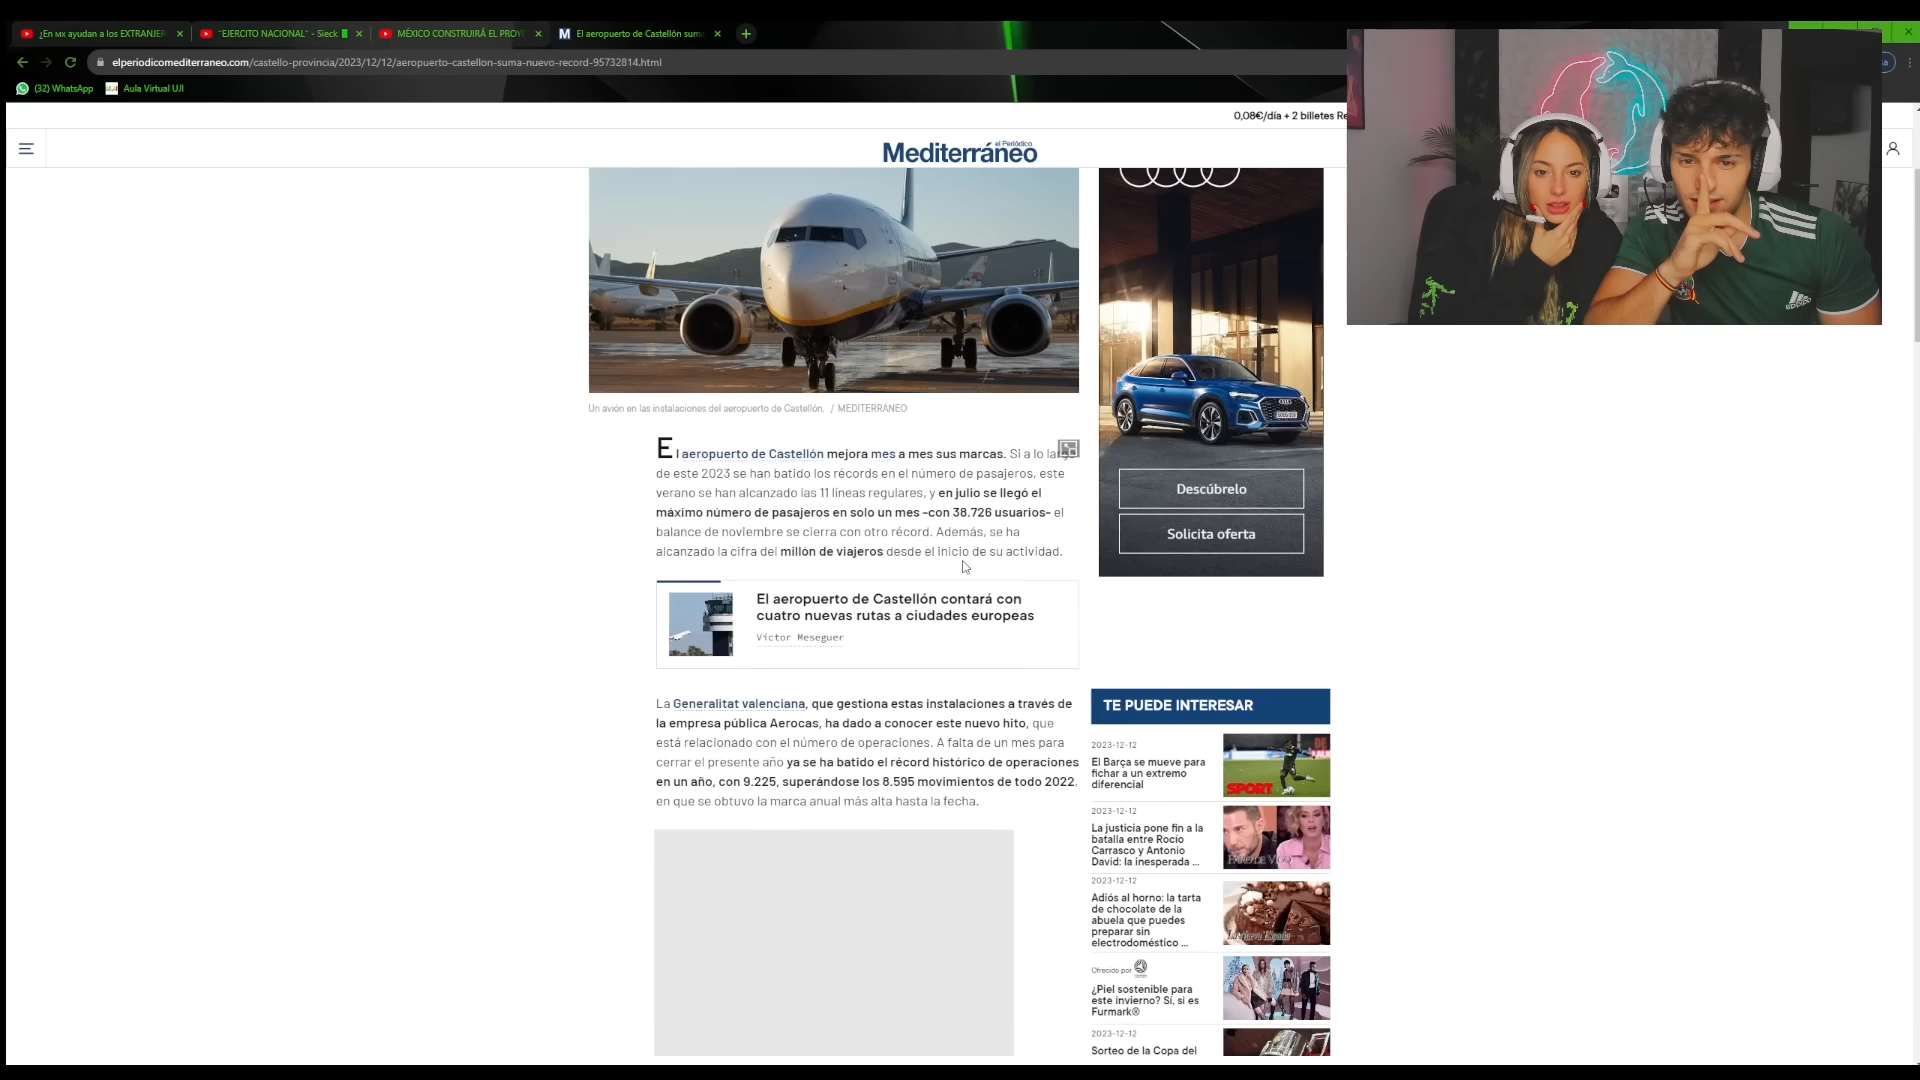 ¿En MX ayudan a los EXTRANJER
"EJERCITO NACIONAL" - Sieck
MÉXICO CONSTRUIRÁ EL PROY
M El aeropuerto de Castellón suma
elperiodicomediterraneo.com/castello-provincia/2023/12/12/aeropuerto-castellon-suma-nuevo-record-95732814.html
(32) WhatsApp
Aula Virtual UJI
0,08€/día + 2 billetes Re
el Periódico
Mediterráneo
Un avión en las instalaciones del aeropuerto de Castellón. / MEDITERRÁNEO
El aeropuerto de Castellón mejora mes a mes sus marcas. Si a lo largo
de este 2023 se han batido los récords en el número de pasajeros, este
verano se han alcanzado las 11 líneas regulares, y en julio se llegó el
máximo número de pasajeros en solo un mes -con 38.726 usuarios- el
balance de noviembre se cierra con otro récord. Además, se ha
alcanzado la cifra del millón de viajeros desde el inicio de su actividad.
El aeropuerto de Castellón contará con
cuatro nuevas rutas a ciudades europeas
Víctor Meseguer
La Generalitat valenciana, que gestiona estas instalaciones a través de
la empresa pública Aerocas, ha dado a conocer este nuevo hito, que
está relacionado con el número de operaciones. A falta de un mes para
cerrar el presente año ya se ha batido el récord histórico de operaciones
en un año, con 9.225, superándose los 8.595 movimientos de todo 2022,
en que se obtuvo la marca anual más alta hasta la fecha.
Descúbrelo
Solicita oferta
TE PUEDE INTERESAR
2023-12-12
El Barça se mueve para
fichar a un extremo
diferencial
SPORT
2023-12-12
La justicia pone fin a la
batalla entre Rocío
Carrasco y Antonio
David: la inesperada ...
FARO DE VIGO
2023-12-12
Adiós al horno: la tarta
de chocolate de la
abuela que puedes
preparar sin
electrodoméstico ...
La Nueva España
Ofrecido por
¿Piel sostenible para
este invierno? Sí, si es
Furmark®
2023-12-12
Sorteo de la Copa del
adidas